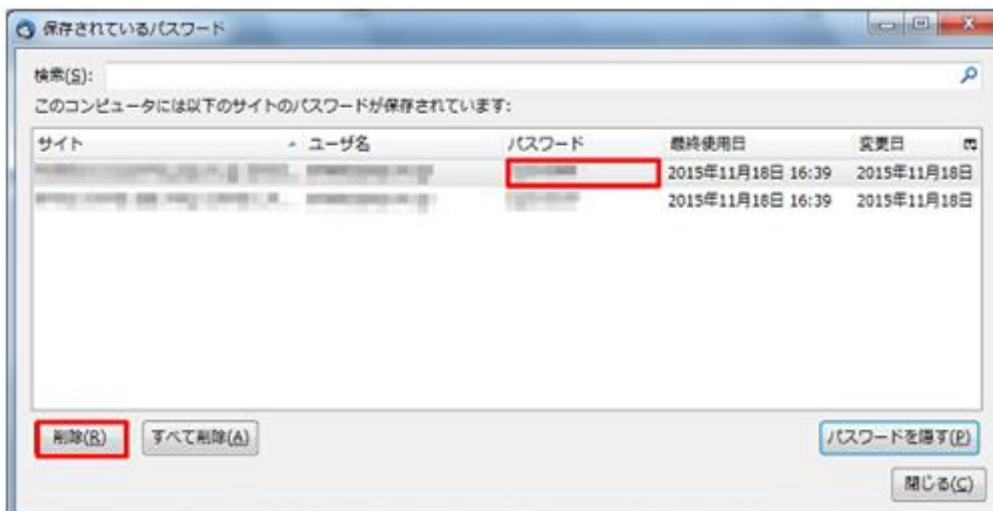 保存されているパスワード
検索(S):
このコンピュータには以下のサイトのパスワードが保存されています:
サイト ユーザ名 パスワード 最終使用日 変更日
2015年11月18日 16:39 2015年11月18日
2015年11月18日 16:39 2015年11月18日
削除(R) すべて削除(A) パスワードを隠す(P)
閉じる(C)